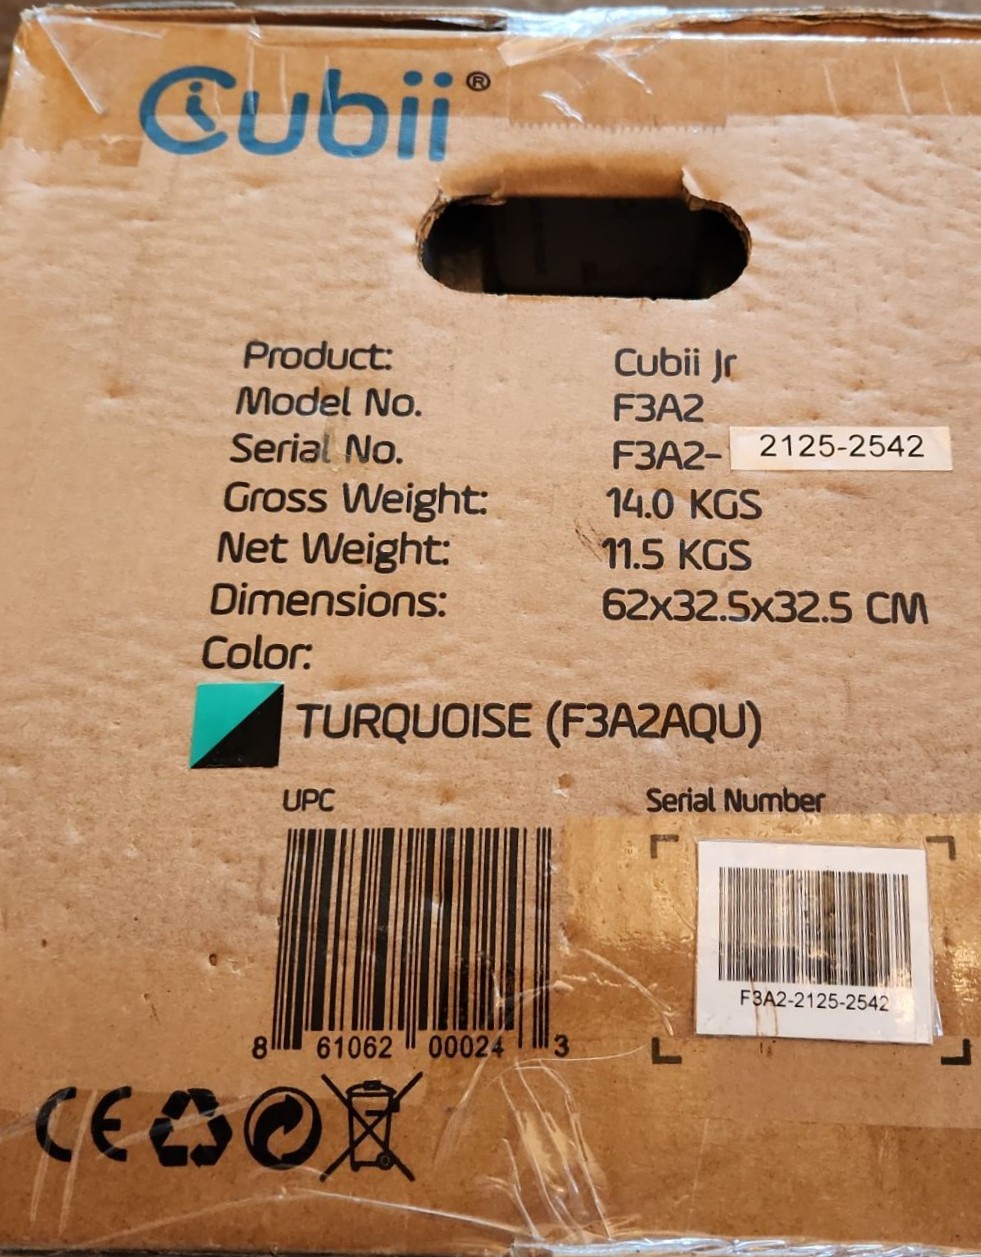 Cubii®
Product: Cubii Jr
Model No. F3A2
Serial No. F3A2- 2125-2542
Gross Weight: 14.0 KGS
Net Weight: 11.5 KGS
Dimensions: 62x32.5x32.5 CM
Color:
TURQUOISE (F3A2AQU)
UPC Serial Number
F3A2-2125-2542
8 61062 00024 3
CE